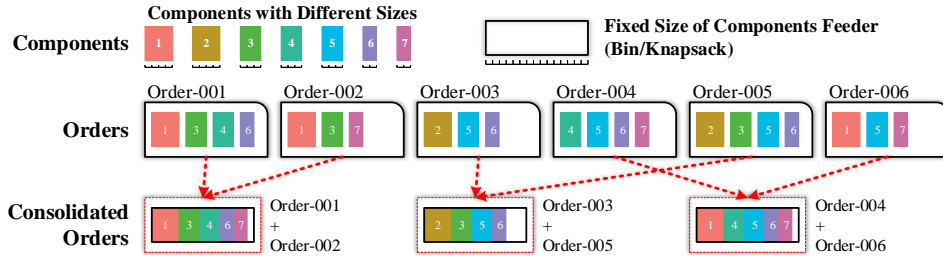 Components with Different Sizes
Components
1 2 3 4 5 6 7
Fixed Size of Components Feeder
(Bin/Knapsack)
Order-001 Order-002 Order-003 Order-004 Order-005 Order-006
Orders
1 3 4 6 1 3 7 2 5 6 4 5 6 7 2 3 5 6 1 5 7
Consolidated
Orders
1 3 4 6 7
Order-001
+
Order-002
2 3 5 6
Order-003
+
Order-005
1 4 5 6 7
Order-004
+
Order-006